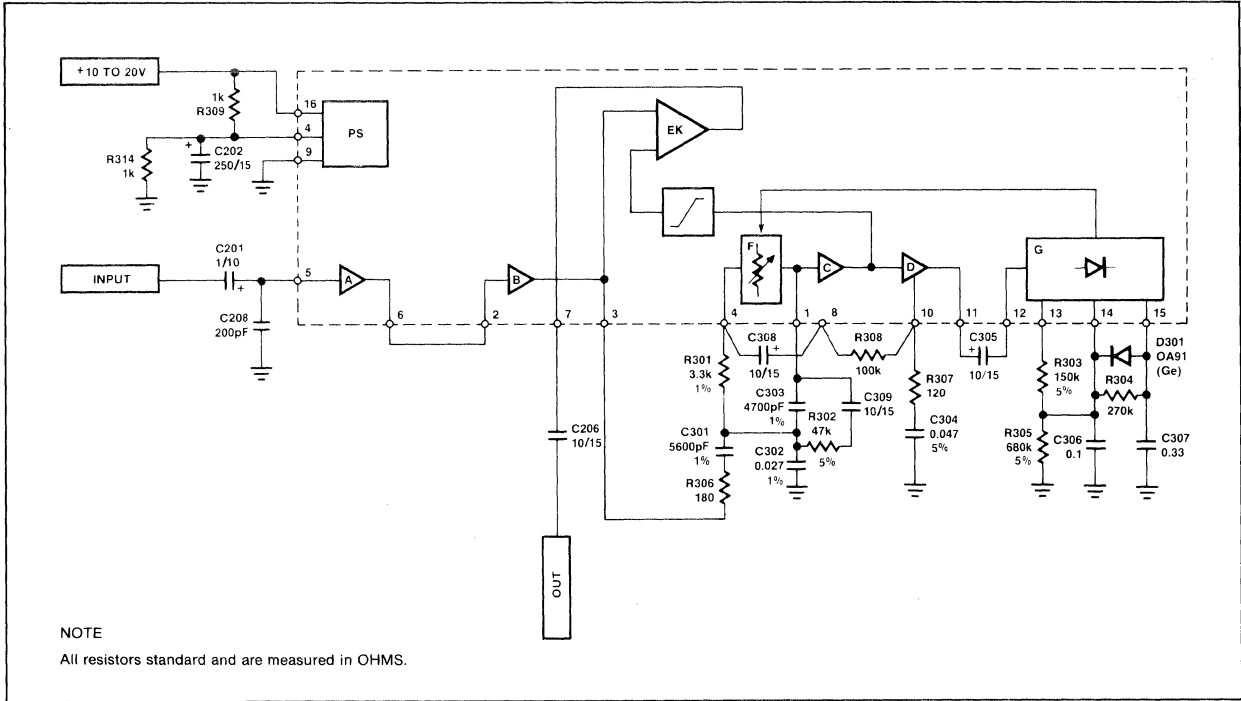 +10 TO 20V
1k
R309
16
4
9
PS
R314
1k
+
C202
250/15
EK
INPUT
C201
1/10
+
C208
200pF
5
A
B
F
C
D
G
6
2
7
3
4
1
8
10
11
12
13
14
15
R301
3.3k
1%
C308
+
10/15
R308
100k
C305
+
10/15
D301
OA91
(Ge)
R303
150k
5%
R304
270k
C303
4700pF
1%
C309
10/15
R307
120
C206
10/15
C301
5600pF
1%
R302
47k
5%
C302
0.027
1%
C304
0.047
5%
R305
680k
5%
C306
0.1
C307
0.33
R306
180
OUT
NOTE
All resistors standard and are measured in OHMS.